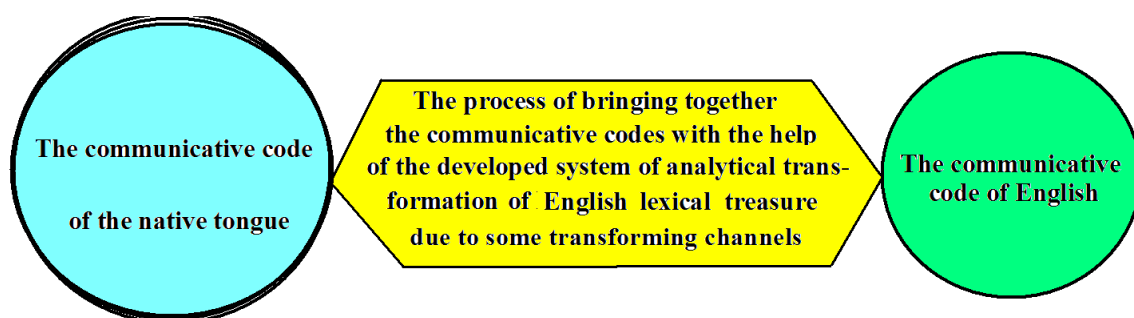 The communicative code
of the native tongue
The process of bringing together
the communicative codes with the help
of the developed system of analytical trans-
formation of English lexical treasure
due to some transforming channels
The communicative
code of English